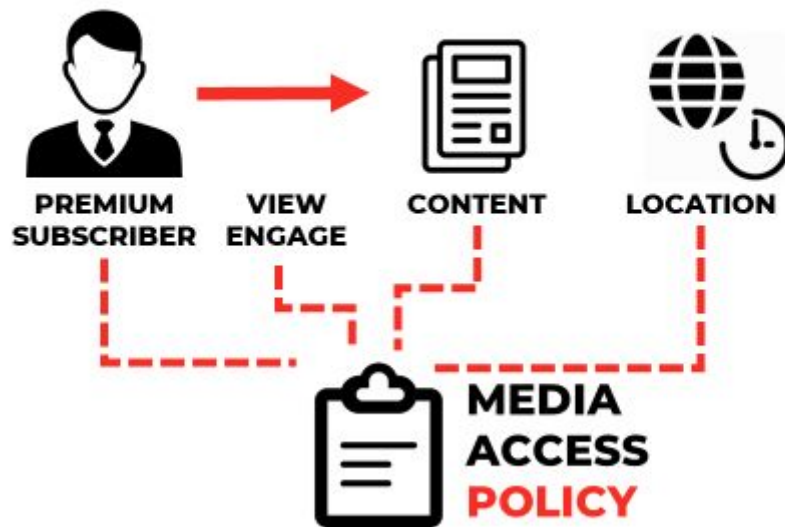 PREMIUM
SUBSCRIBER
VIEW
ENGAGE
CONTENT
LOCATION
MEDIA
ACCESS
POLICY